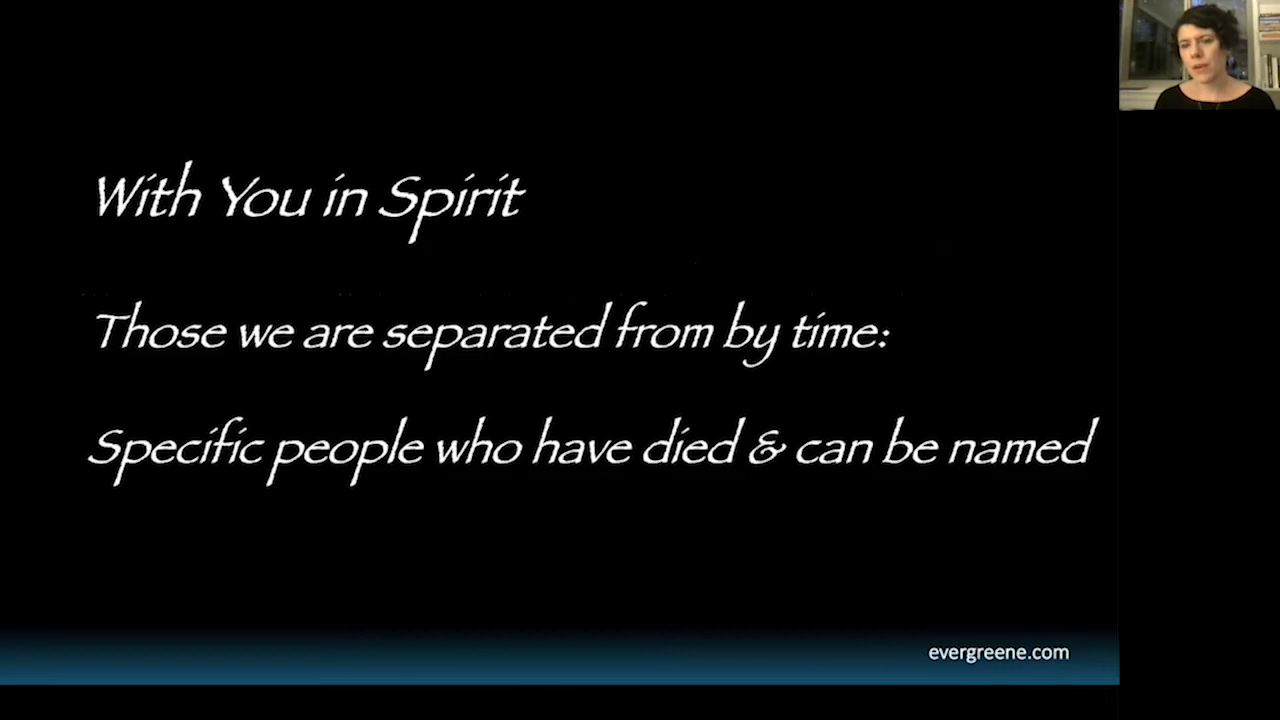 With You in Spirit
Those we are separated from by time:
Specific people who have died & can be named
evergreene.com